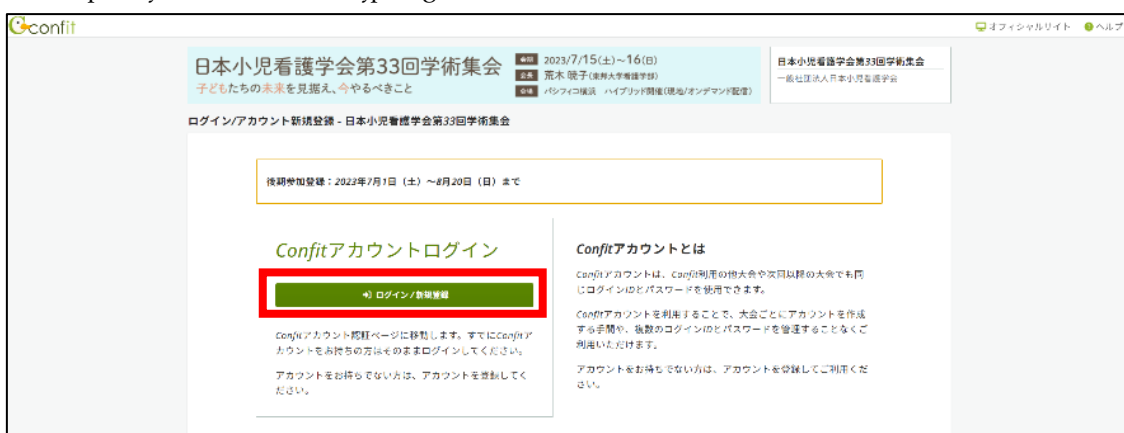 confit
オフィシャルサイト ヘルプ
日本小児看護学会第33回学術集会
子どもたちの未来を見据え、今やるべきこと
会期 2023/7/15(土)～16(日)
会長 荒木 暁子(東邦大学看護学部)
会場 パシフィコ横浜 ハイブリッド開催(現地/オンデマンド配信)
日本小児看護学会第33回学術集会
一般社団法人日本小児看護学会
ログイン/アカウント新規登録 - 日本小児看護学会第33回学術集会
後期参加登録：2023年7月1日（土）～8月20日（日）まで
Confitアカウントログイン
ログイン/新規登録
Confitアカウント認証ページに移動します。すでにConfitア
カウントをお持ちの方はそのままログインしてください。
アカウントをお持ちでない方は、アカウントを登録してく
ださい。
Confitアカウントとは
Confitアカウントは、Confit利用の他大会や次回以降の大会でも同
じログインIDとパスワードを使用できます。
Confitアカウントを利用することで、大会ごとにアカウントを作成
する手間や、複数のログインIDとパスワードを管理することなくご
利用いただけます。
アカウントをお持ちでない方は、アカウントを登録してご利用くだ
さい。